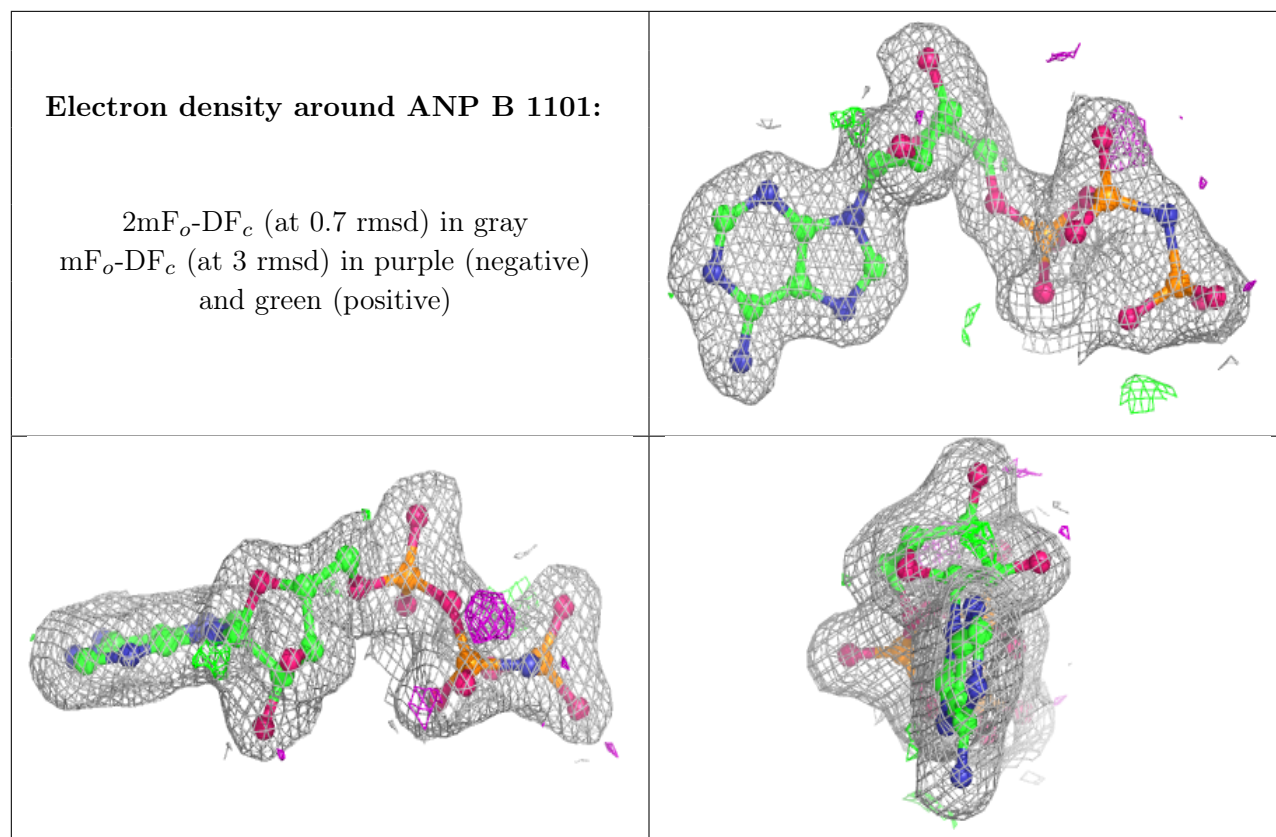 Electron density around ANP B 1101:
2mFₒ-DF𝒸 (at 0.7 rmsd) in gray
mFₒ-DF𝒸 (at 3 rmsd) in purple (negative)
and green (positive)